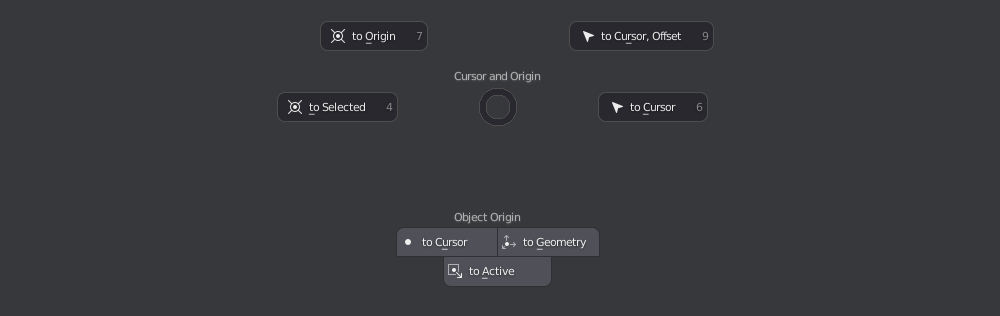 to Origin 7
to Cursor, Offset 9
Cursor and Origin
to Selected 4
to Cursor 6
Object Origin
to Cursor
to Geometry
to Active